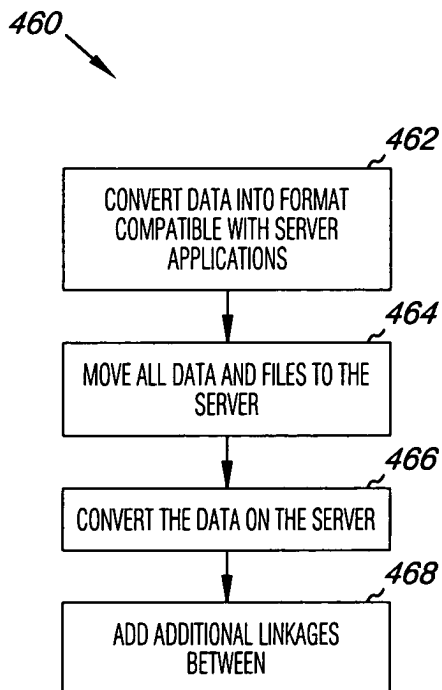 460
462
CONVERT DATA INTO FORMAT
COMPATIBLE WITH SERVER
APPLICATIONS
464
MOVE ALL DATA AND FILES TO THE
SERVER
466
CONVERT THE DATA ON THE SERVER
468
ADD ADDITIONAL LINKAGES
BETWEEN